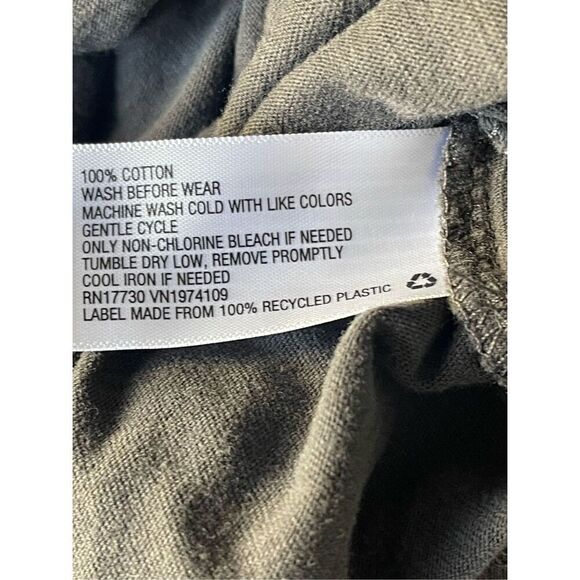 100% COTTON
WASH BEFORE WEAR
MACHINE WASH COLD WITH LIKE COLORS
GENTLE CYCLE
ONLY NON-CHLORINE BLEACH IF NEEDED
TUMBLE DRY LOW, REMOVE PROMPTLY
COOL IRON IF NEEDED
RN17730 VN1974109
LABEL MADE FROM 100% RECYCLED PLASTIC